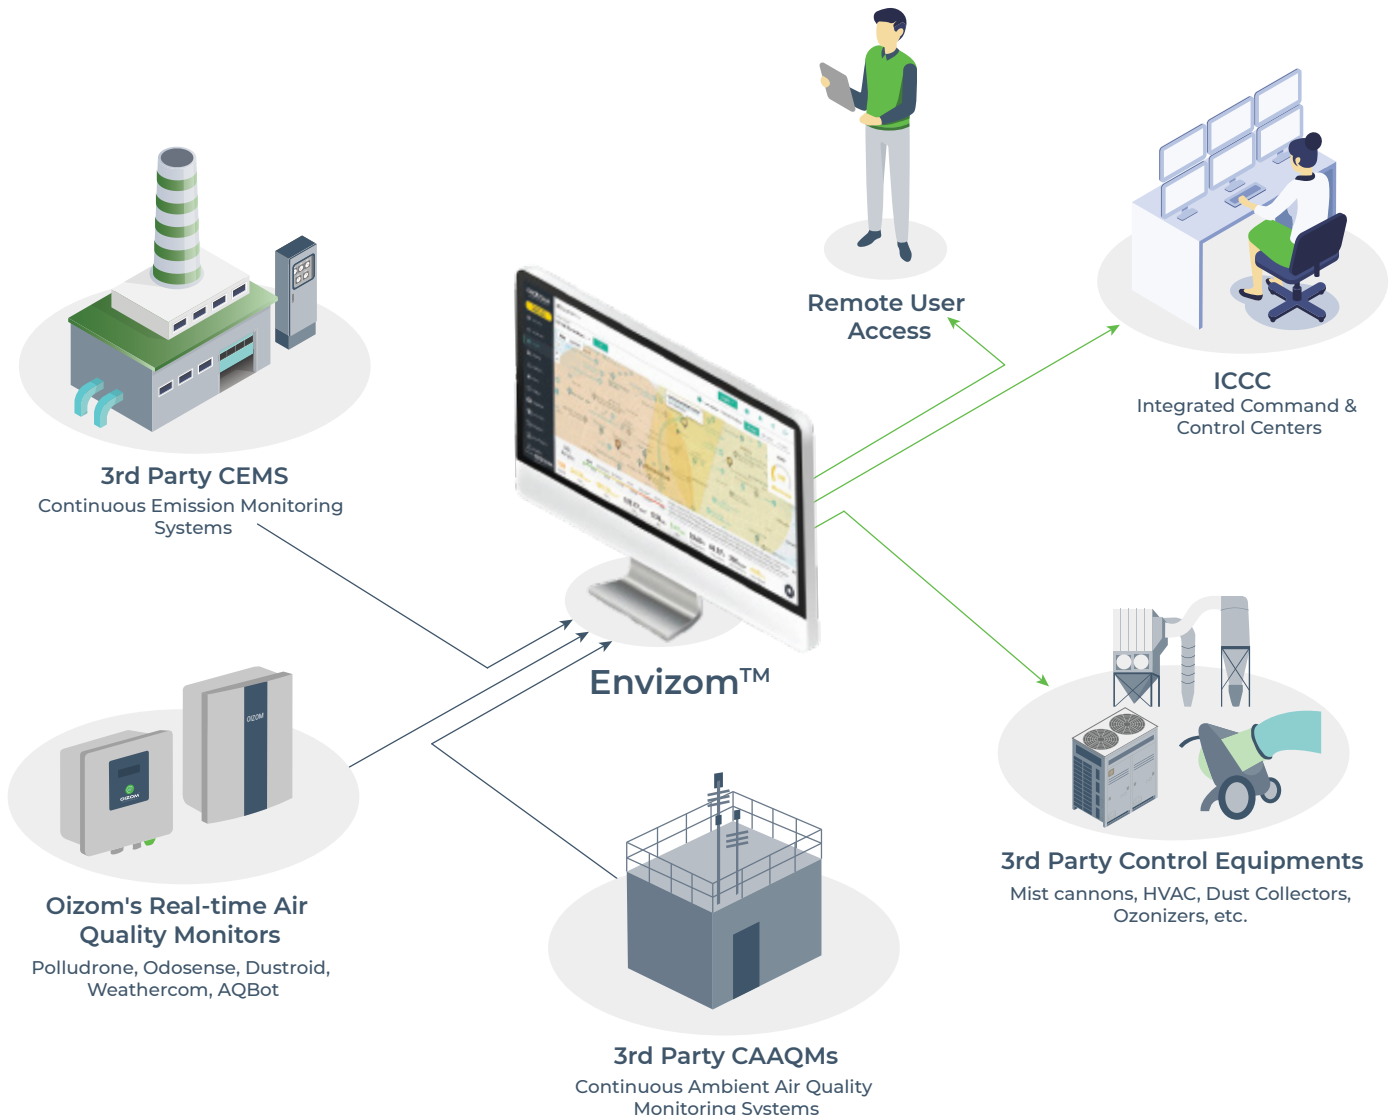 Remote User
Access
ICCC
Integrated Command &
Control Centers
3rd Party CEMS
Continuous Emission Monitoring
Systems
Envizom™
OIZOM
OIZOM
Oizom's Real-time Air
Quality Monitors
Polludrone, Odosense, Dustroid,
Weathercom, AQBot
3rd Party Control Equipments
Mist cannons, HVAC, Dust Collectors,
Ozonizers, etc.
3rd Party CAAQMs
Continuous Ambient Air Quality
Monitoring Systems